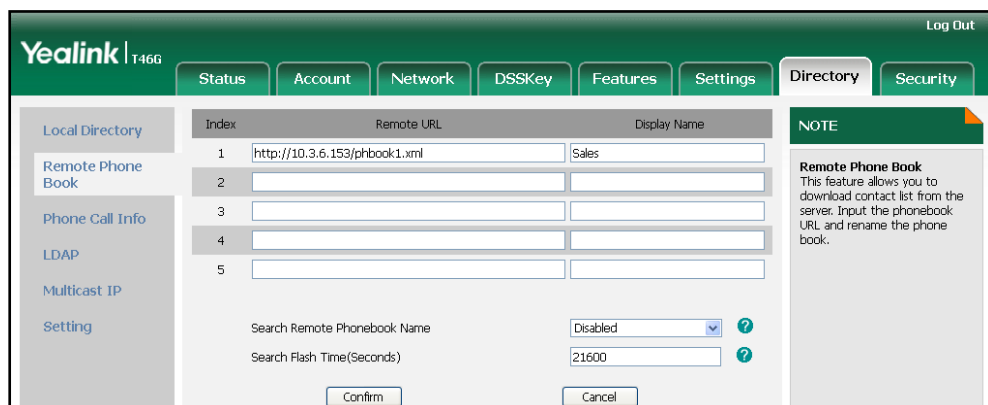 Log Out
Yealink T46G
Status Account Network DSSKey Features Settings Directory Security
Local Directory
Remote Phone
Book
Phone Call Info
LDAP
Multicast IP
Setting
Index Remote URL Display Name
1 http://10.3.6.153/phbook1.xml Sales
2
3
4
5
Search Remote Phonebook Name Disabled ?
Search Flash Time(Seconds) 21600 ?
Confirm Cancel
NOTE
Remote Phone Book
This feature allows you to
download contact list from the
server. Input the phonebook
URL and rename the phone
book.